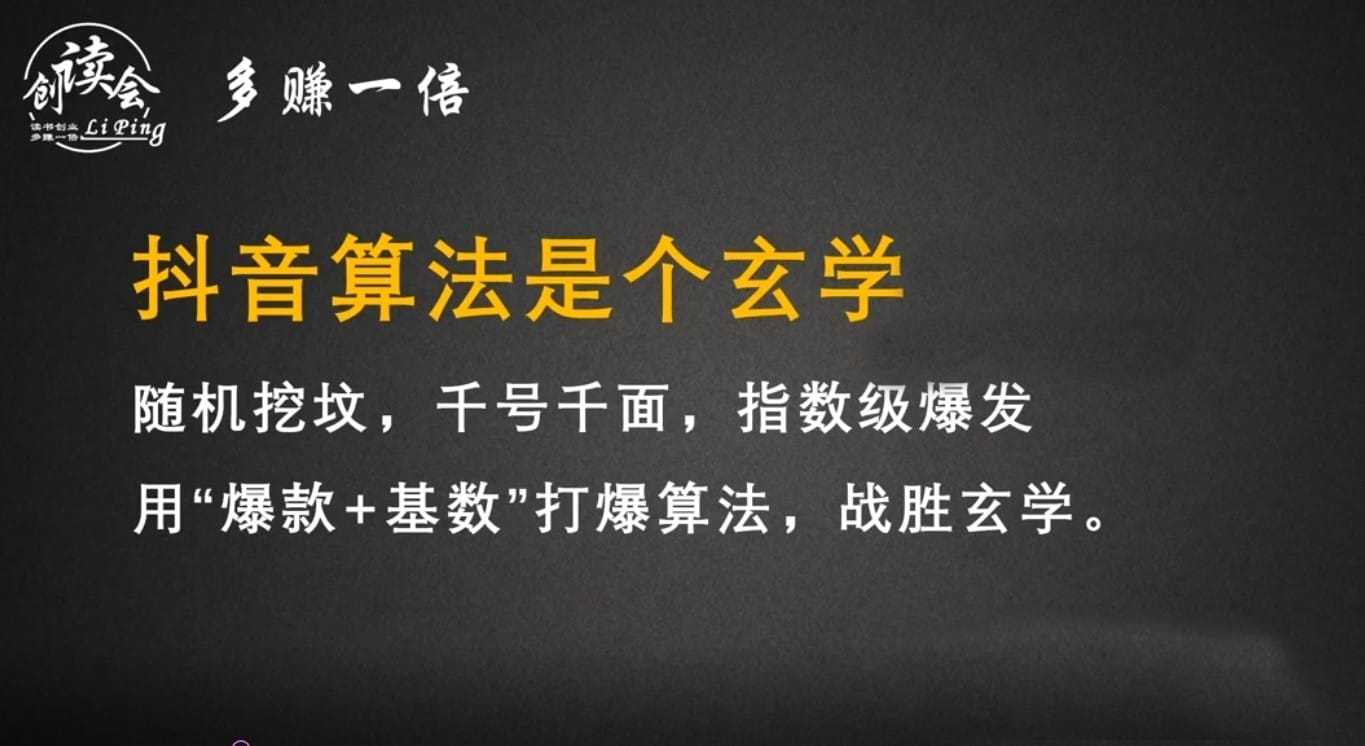 创读会
读书创业
多赚一倍
Li Ping
多赚一倍
抖音算法是个玄学
随机挖坟，千号千面，指数级爆发
用“爆款+基数”打爆算法，战胜玄学。